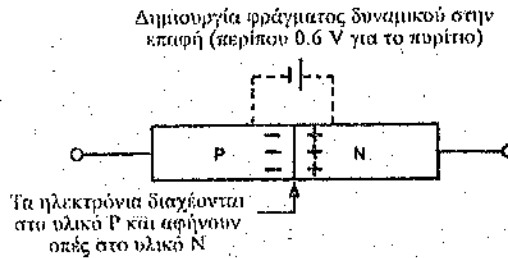 Δημιουργία φράγματος δυναμικού στην
επαφή (περίπου 0.6 V για το πυρίτιο)
P
N
Τα ηλεκτρόνια διαχέονται
στο υλικό P και αφήνουν
οπές στο υλικό N